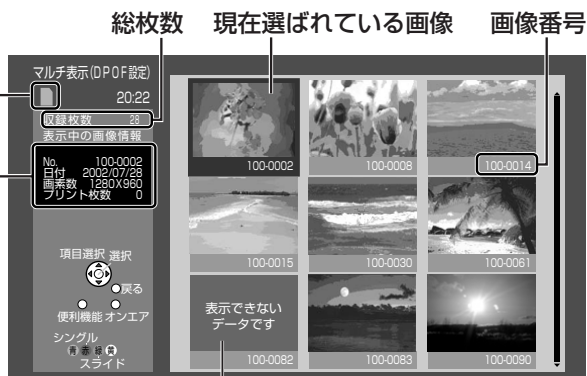 総枚数 現在選ばれている画像 画像番号
マルチ表示(DPOF設定)
20:22
収録枚数 28
表示中の画像情報
No. 100-0002
日付 2002/07/28
画素数 1280X960
プリント枚数 0
項目選択 選択
戻る
便利機能 オンエア
シングル
青 赤 緑 黄
スライド
100-0002 100-0008 100-0014
100-0015 100-0030 100-0061
表示できない
データです
100-0082 100-0083 100-0090